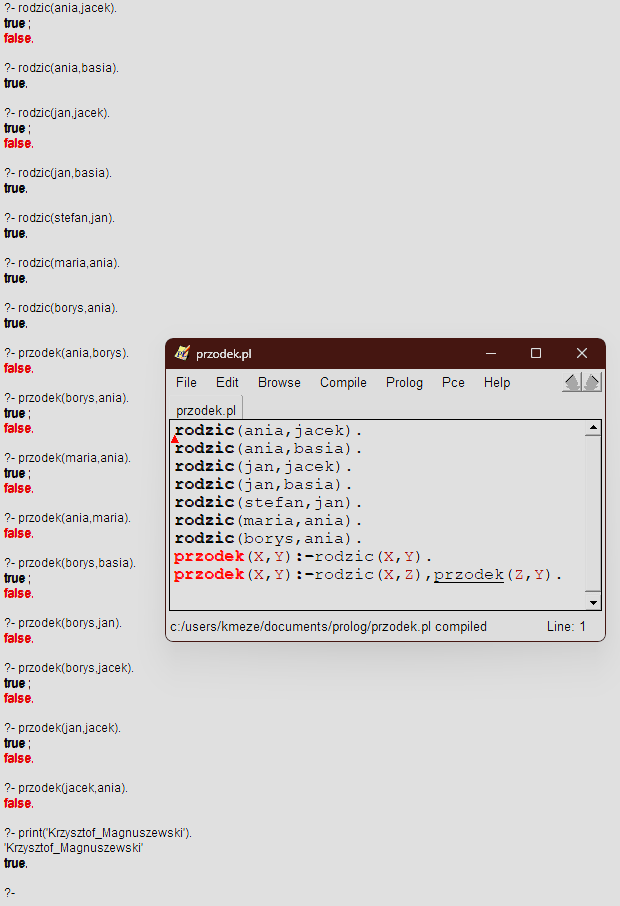 ?- rodzic(ania,jacek).
true ;
false.
?- rodzic(ania,basia).
true.
?- rodzic(jan,jacek).
true ;
false.
?- rodzic(jan,basia).
true.
?- rodzic(stefan,jan).
true.
?- rodzic(maria,ania).
true.
?- rodzic(borys,ania).
true.
?- przodek(ania,borys).
false.
?- przodek(borys,ania).
true ;
false.
?- przodek(maria,ania).
true ;
false.
?- przodek(ania,maria).
false.
?- przodek(borys,basia).
true ;
false.
?- przodek(borys,jan).
false.
?- przodek(borys,jacek).
true ;
false.
?- przodek(jan,jacek).
true ;
false.
?- przodek(jacek,ania).
false.
?- print('Krzysztof_Magnuszewski').
'Krzysztof_Magnuszewski'
true.
?-
przodek.pl
File Edit Browse Compile Prolog Pce Help
przodek.pl
rodzic(ania,jacek).
rodzic(ania,basia).
rodzic(jan,jacek).
rodzic(jan,basia).
rodzic(stefan,jan).
rodzic(maria,ania).
rodzic(borys,ania).
przodek(X,Y):-rodzic(X,Y).
przodek(X,Y):-rodzic(X,Z),przodek(Z,Y).
c:/users/kmeze/documents/prolog/przodek.pl compiled Line: 1